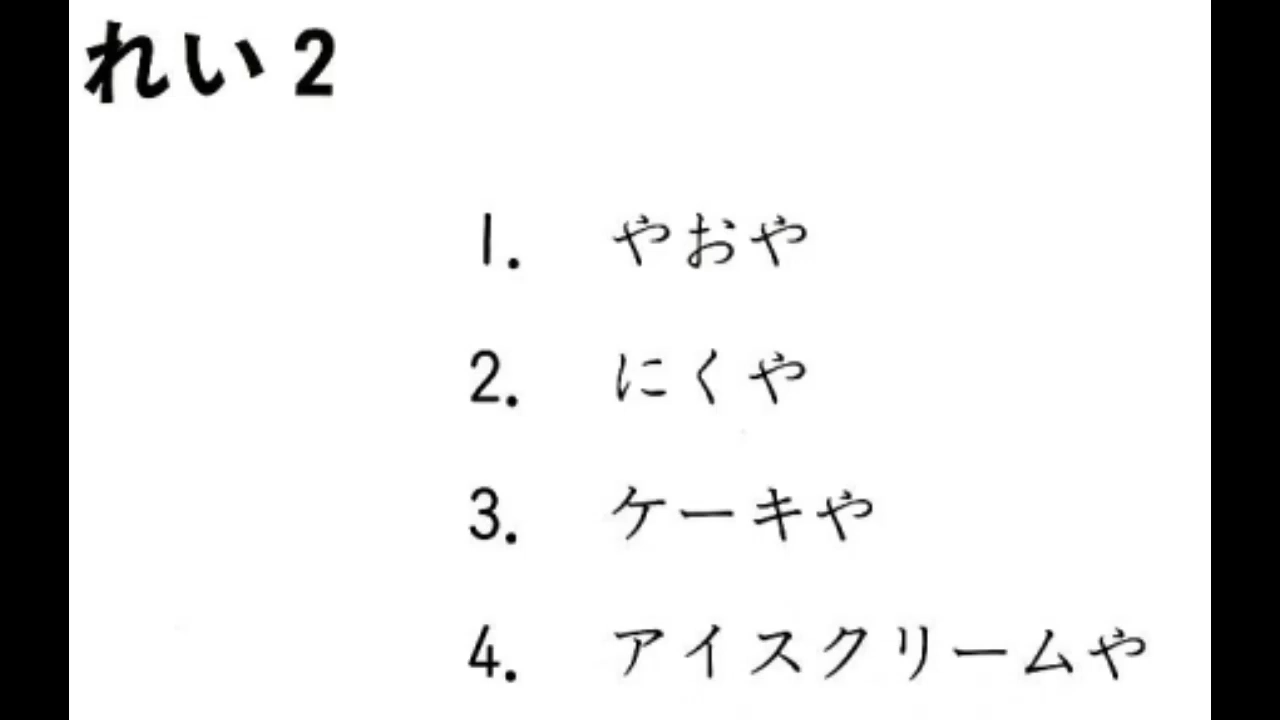 れい 2
1. やおや
2. にくや
3. ケーキや
4. アイスクリームや